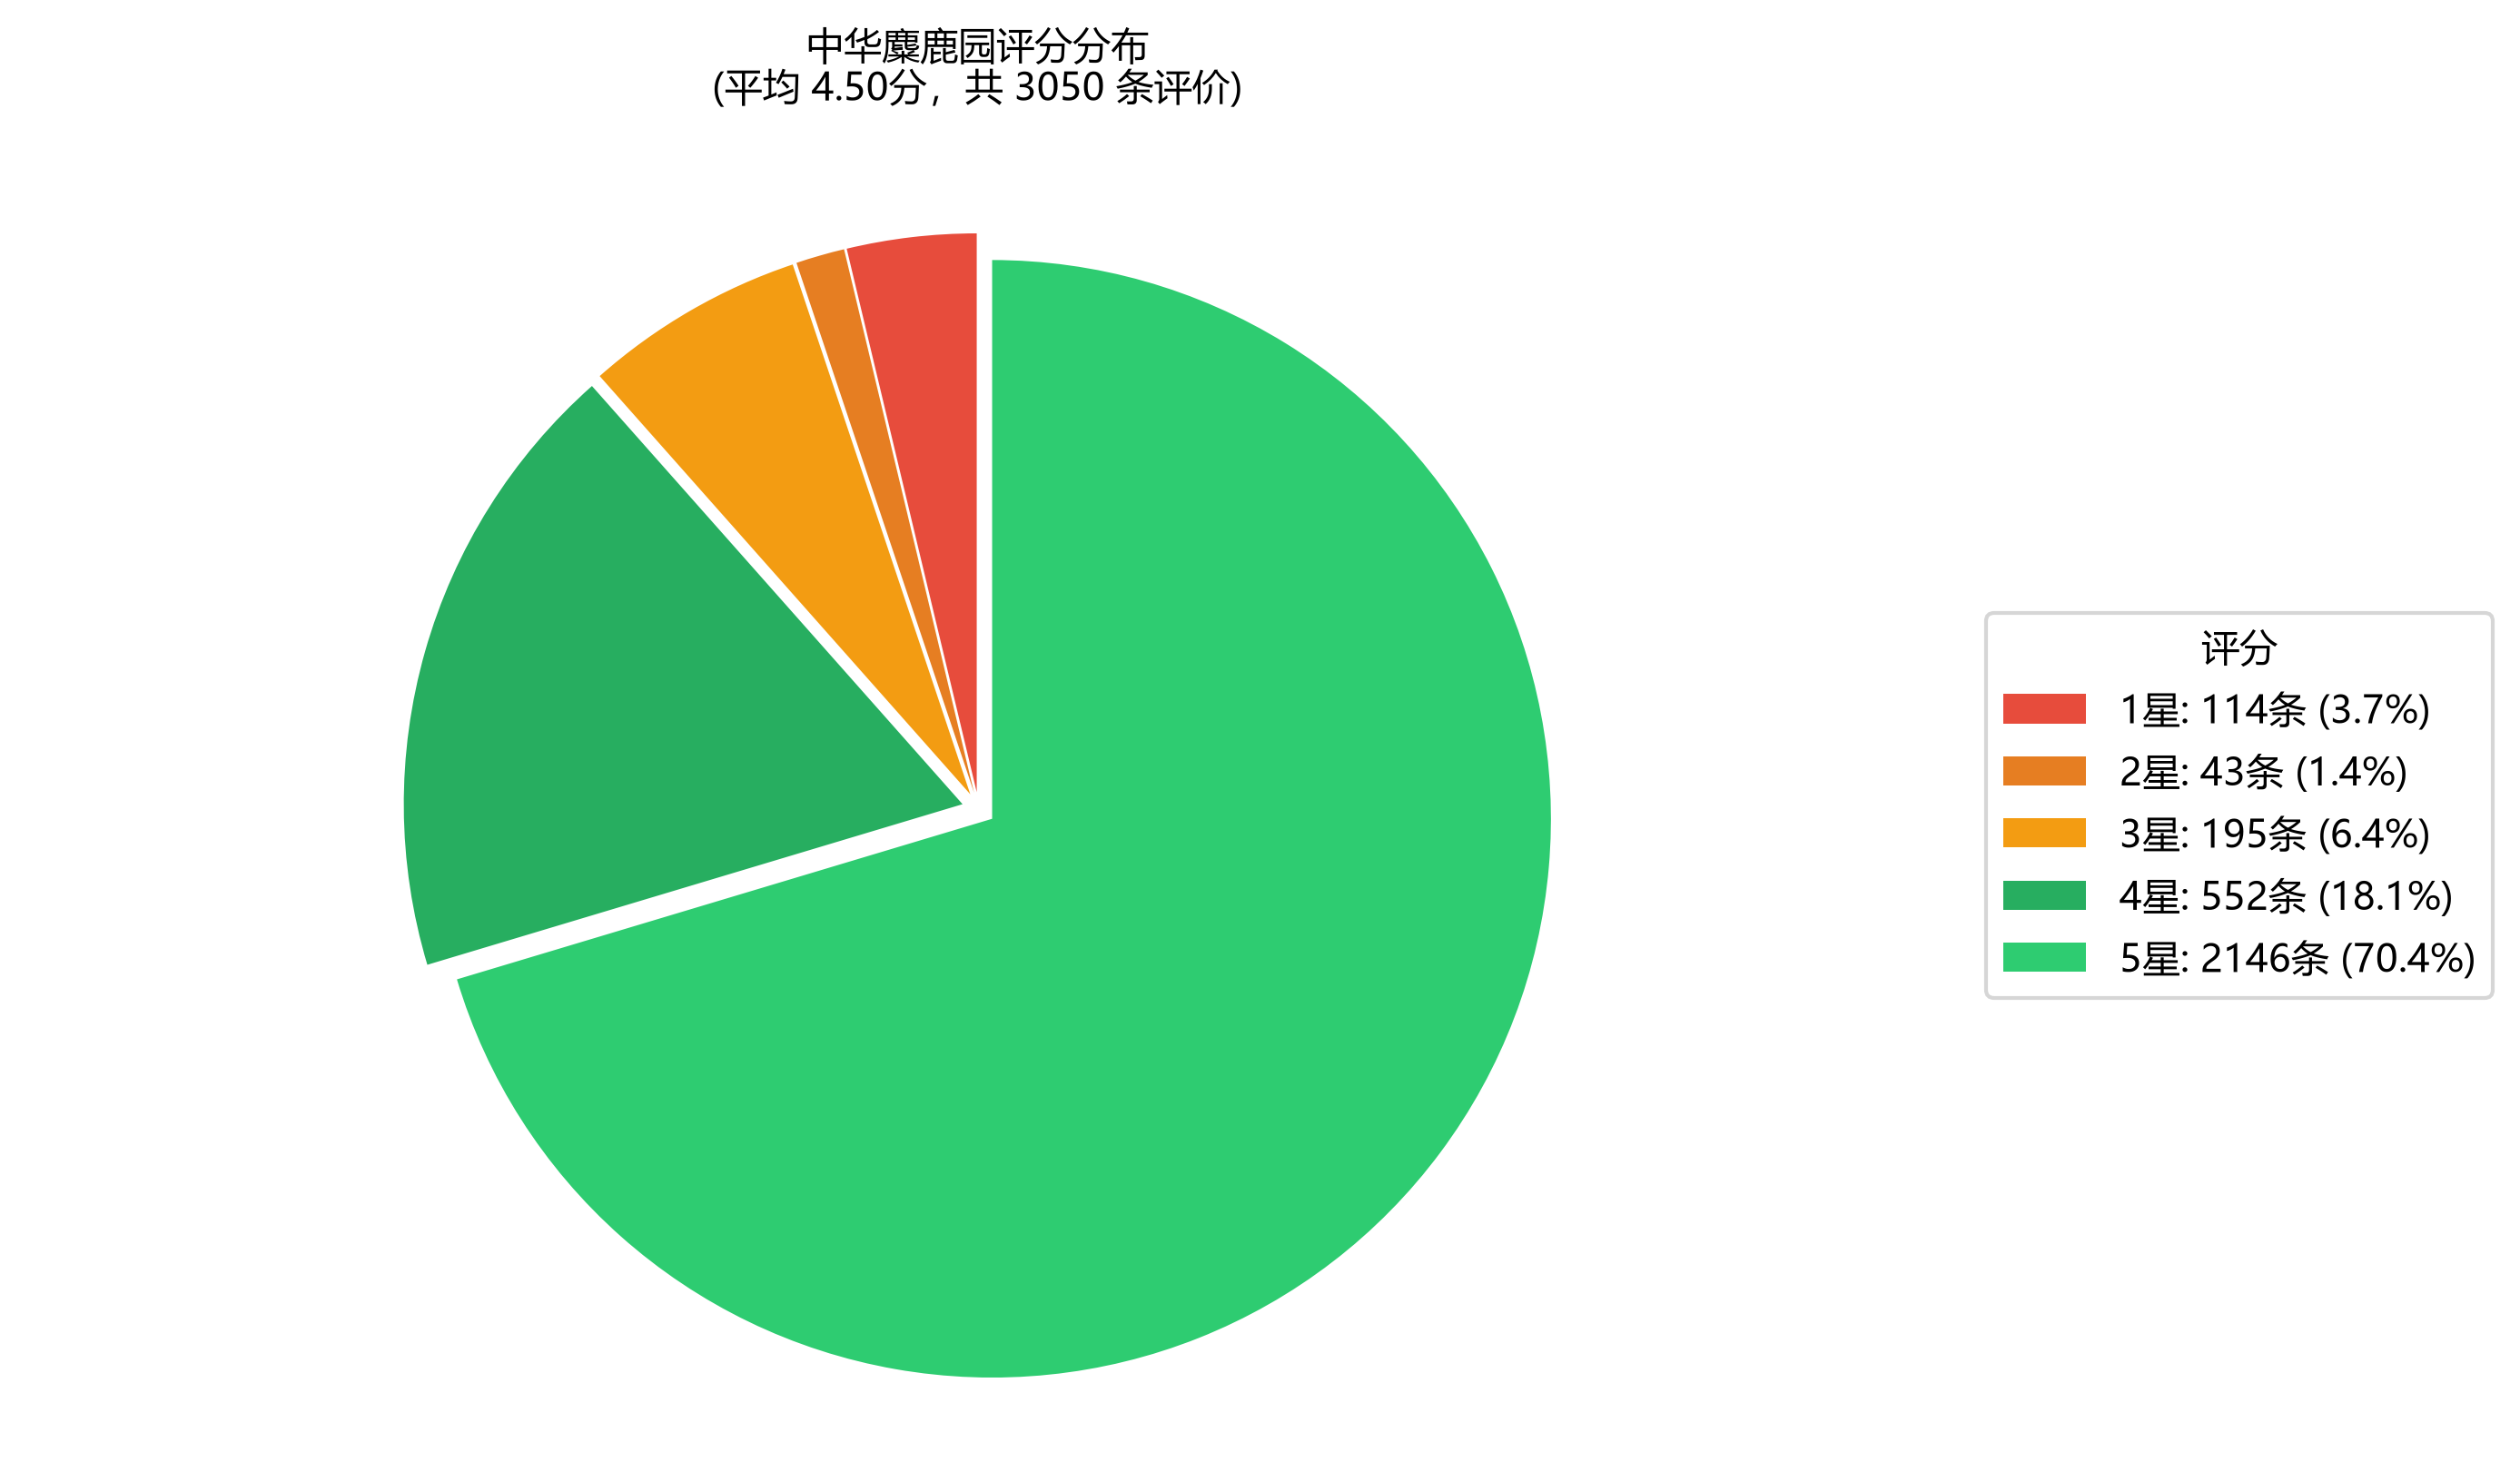 中华麋鹿园评分分布
(平均 4.50分，共 3050 条评价)
评分
1星: 114条 (3.7%)
2星: 43条 (1.4%)
3星: 195条 (6.4%)
4星: 552条 (18.1%)
5星: 2146条 (70.4%)